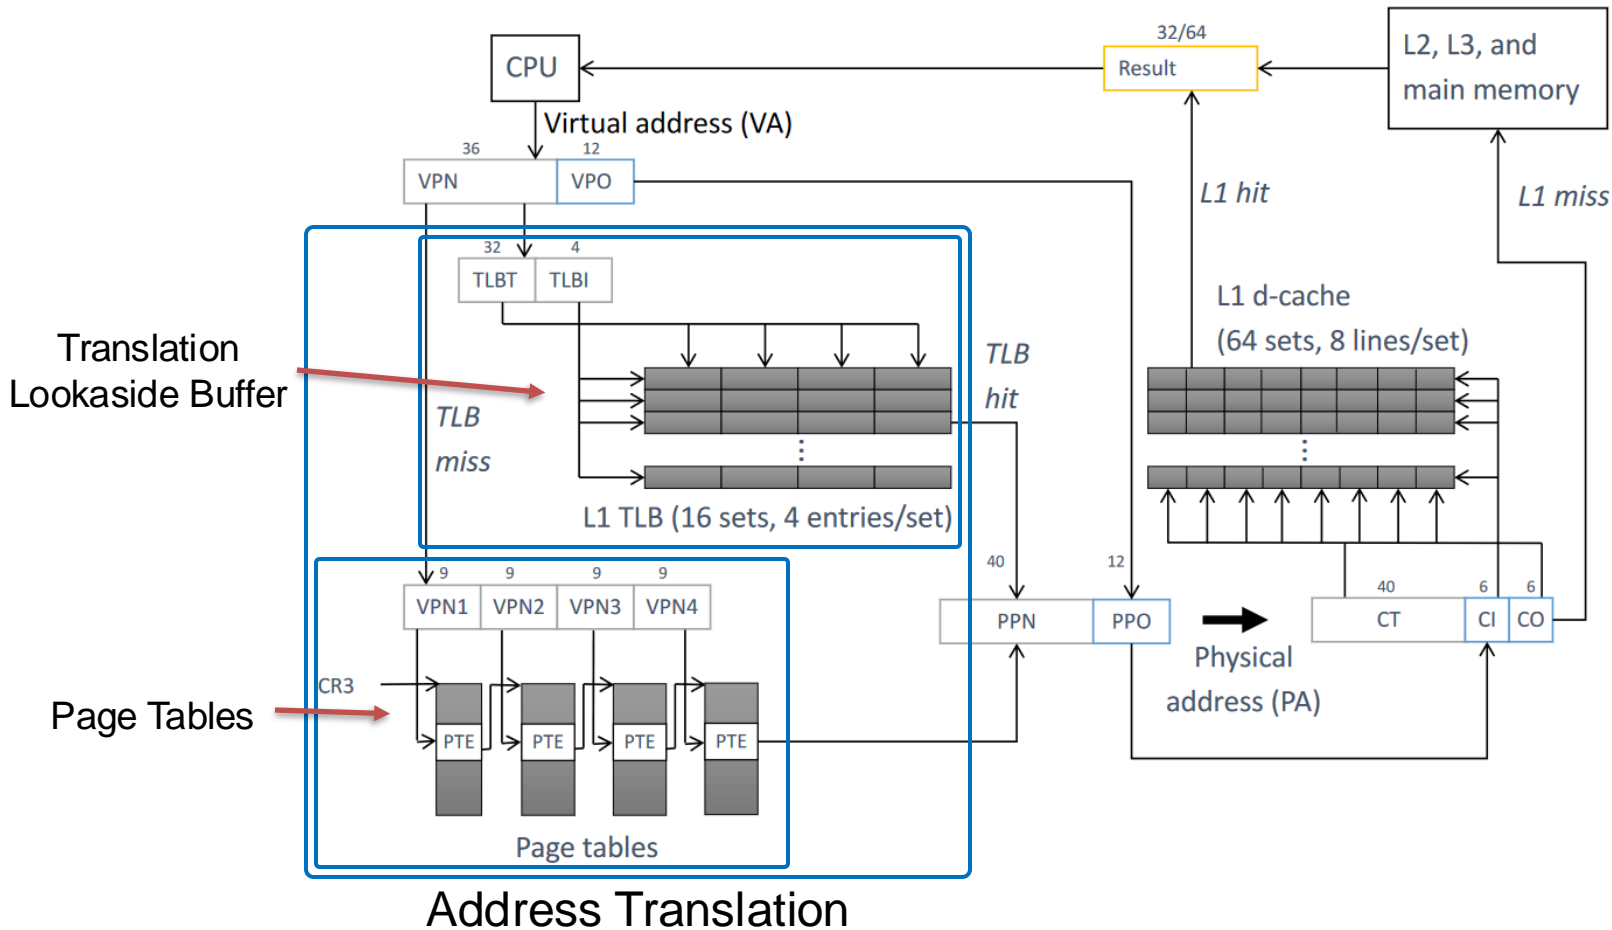 32/64
CPU
Result
L2, L3, and
main memory
Virtual address (VA)
36
12
VPN
VPO
L1 hit
L1 miss
32
4
TLBT
TLBI
L1 d-cache
(64 sets, 8 lines/set)
Translation
Lookaside Buffer
TLB
hit
TLB
miss
...
...
L1 TLB (16 sets, 4 entries/set)
40
12
9
9
9
9
VPN1
VPN2
VPN3
VPN4
PPN
PPO
40
6
6
CT
CI
CO
Physical
address (PA)
CR3
Page Tables
PTE
PTE
PTE
PTE
Page tables
Address Translation